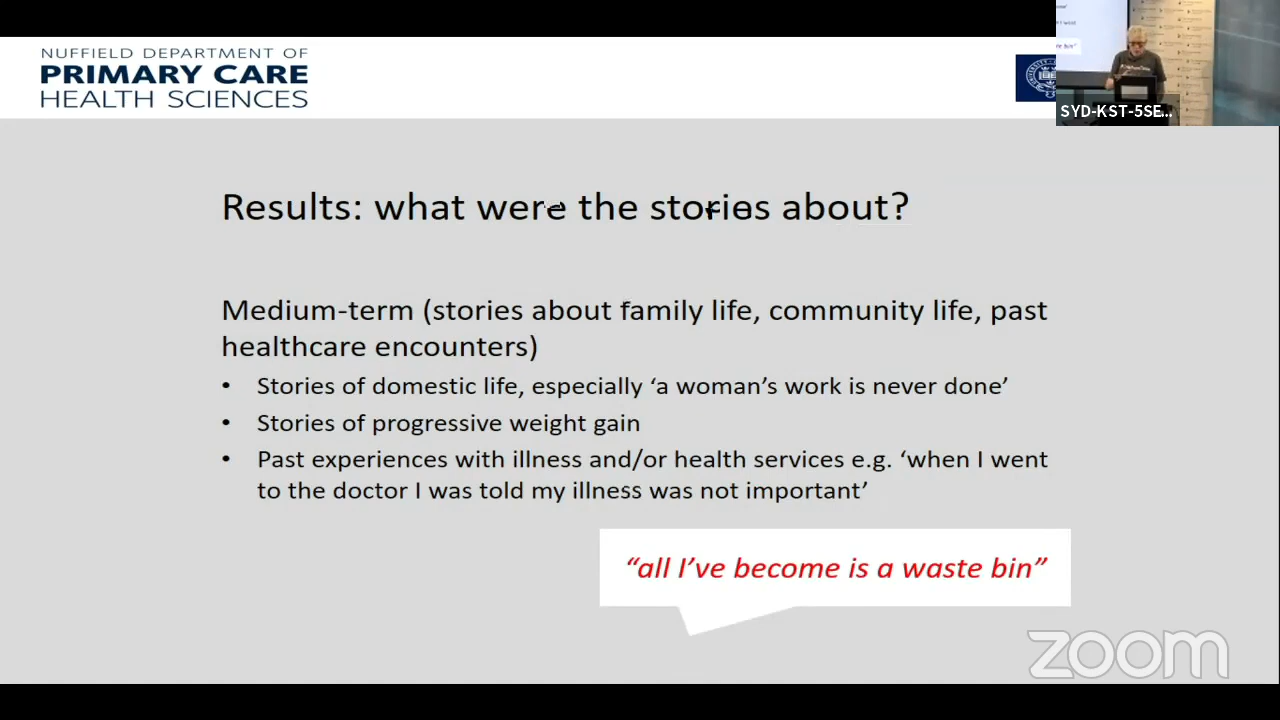 NUFFIELD DEPARTMENT OF
PRIMARY CARE
HEALTH SCIENCES
SYD-KST-5SE...
Results: what were the stories about?
Medium-term (stories about family life, community life, past
healthcare encounters)
• Stories of domestic life, especially ‘a woman’s work is never done’
• Stories of progressive weight gain
• Past experiences with illness and/or health services e.g. ‘when I went
to the doctor I was told my illness was not important’
“all I’ve become is a waste bin”
zoom